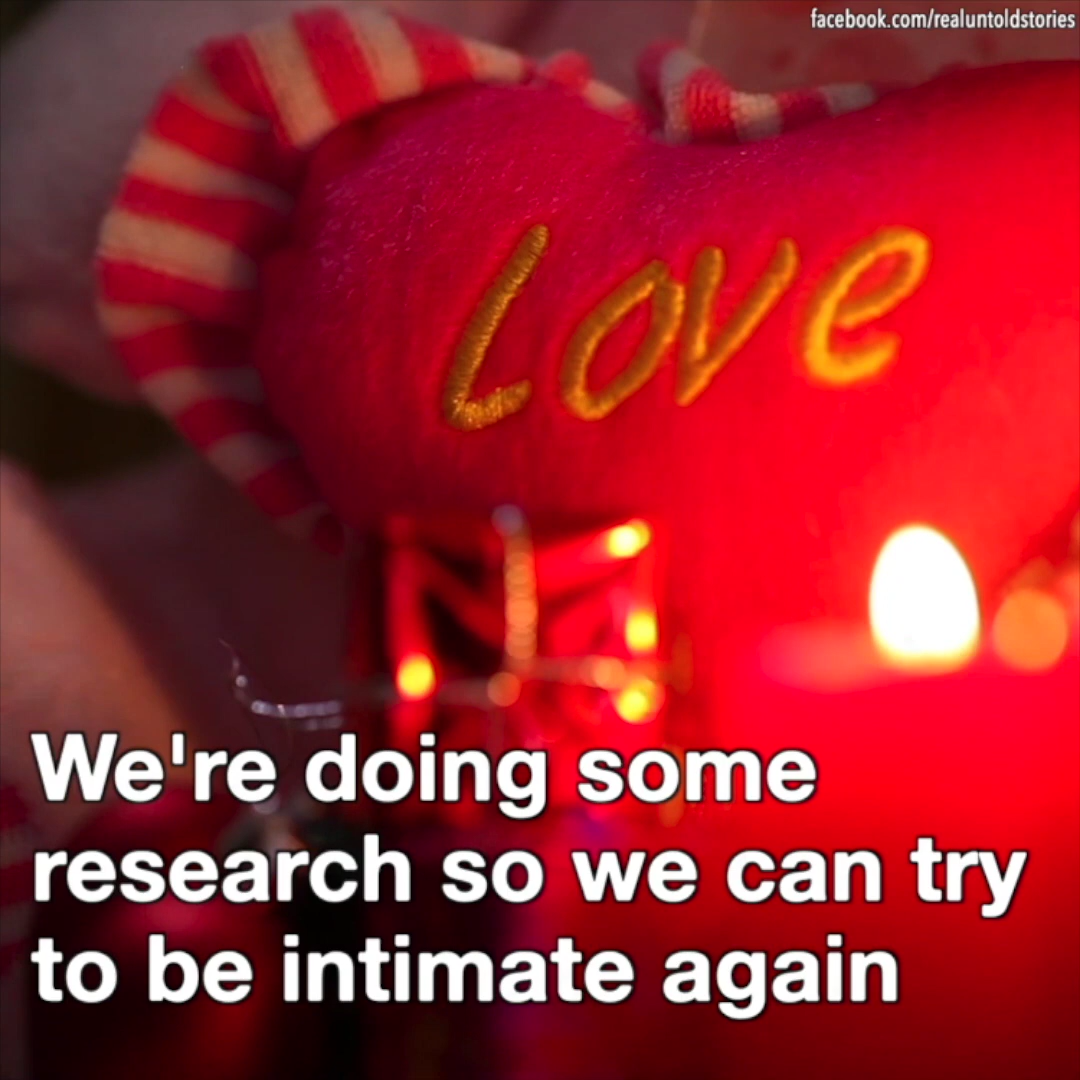 facebook.com/realuntoldstories
Love
We're doing some
research so we can try
to be intimate again